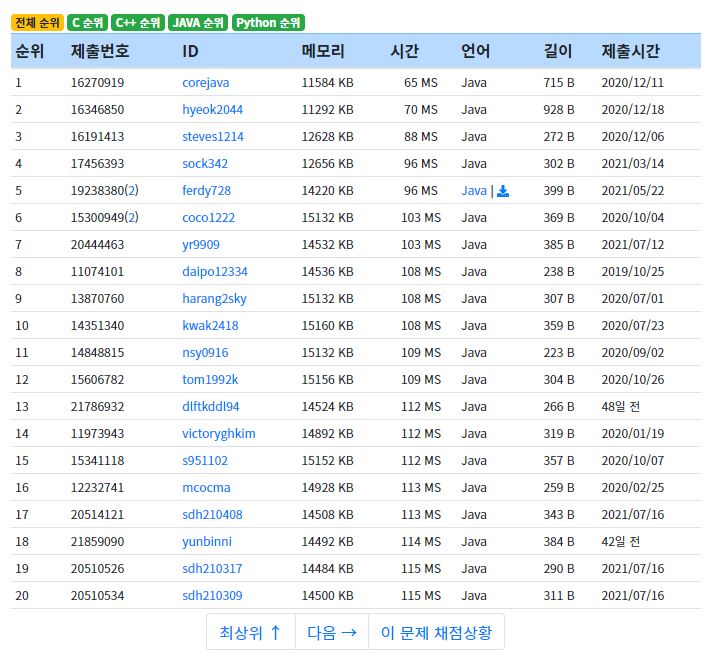 전체 순위 C 순위 C++ 순위 JAVA 순위 Python 순위
순위 제출번호 ID 메모리 시간 언어 길이 제출시간
1 16270919 corejava 11584 KB 65 MS Java 715 B 2020/12/11
2 16346850 hyeok2044 11292 KB 70 MS Java 928 B 2020/12/18
3 16191413 steves1214 12628 KB 88 MS Java 272 B 2020/12/06
4 17456393 sock342 12656 KB 96 MS Java 302 B 2021/03/14
5 19238380(2) ferdy728 14220 KB 96 MS Java | 399 B 2021/05/22
6 15300949(2) coco1222 15132 KB 103 MS Java 369 B 2020/10/04
7 20444463 yr9909 14532 KB 103 MS Java 385 B 2021/07/12
8 11074101 daipo12334 14536 KB 108 MS Java 238 B 2019/10/25
9 13870760 harang2sky 15132 KB 108 MS Java 307 B 2020/07/01
10 14351340 kwak2418 15160 KB 108 MS Java 359 B 2020/07/23
11 14848815 nsy0916 15132 KB 109 MS Java 223 B 2020/09/02
12 15606782 tom1992k 15156 KB 109 MS Java 304 B 2020/10/26
13 21786932 dlftkddl94 14524 KB 112 MS Java 266 B 48일 전
14 11973943 victoryghkim 14892 KB 112 MS Java 319 B 2020/01/19
15 15341118 s951102 15152 KB 112 MS Java 357 B 2020/10/07
16 12232741 mcocma 14928 KB 113 MS Java 259 B 2020/02/25
17 20514121 sdh210408 14508 KB 113 MS Java 343 B 2021/07/16
18 21859090 yunbinni 14492 KB 114 MS Java 384 B 42일 전
19 20510526 sdh210317 14484 KB 115 MS Java 290 B 2021/07/16
20 20510534 sdh210309 14500 KB 115 MS Java 311 B 2021/07/16
최상위 ↑ 다음 → 이 문제 채점상황